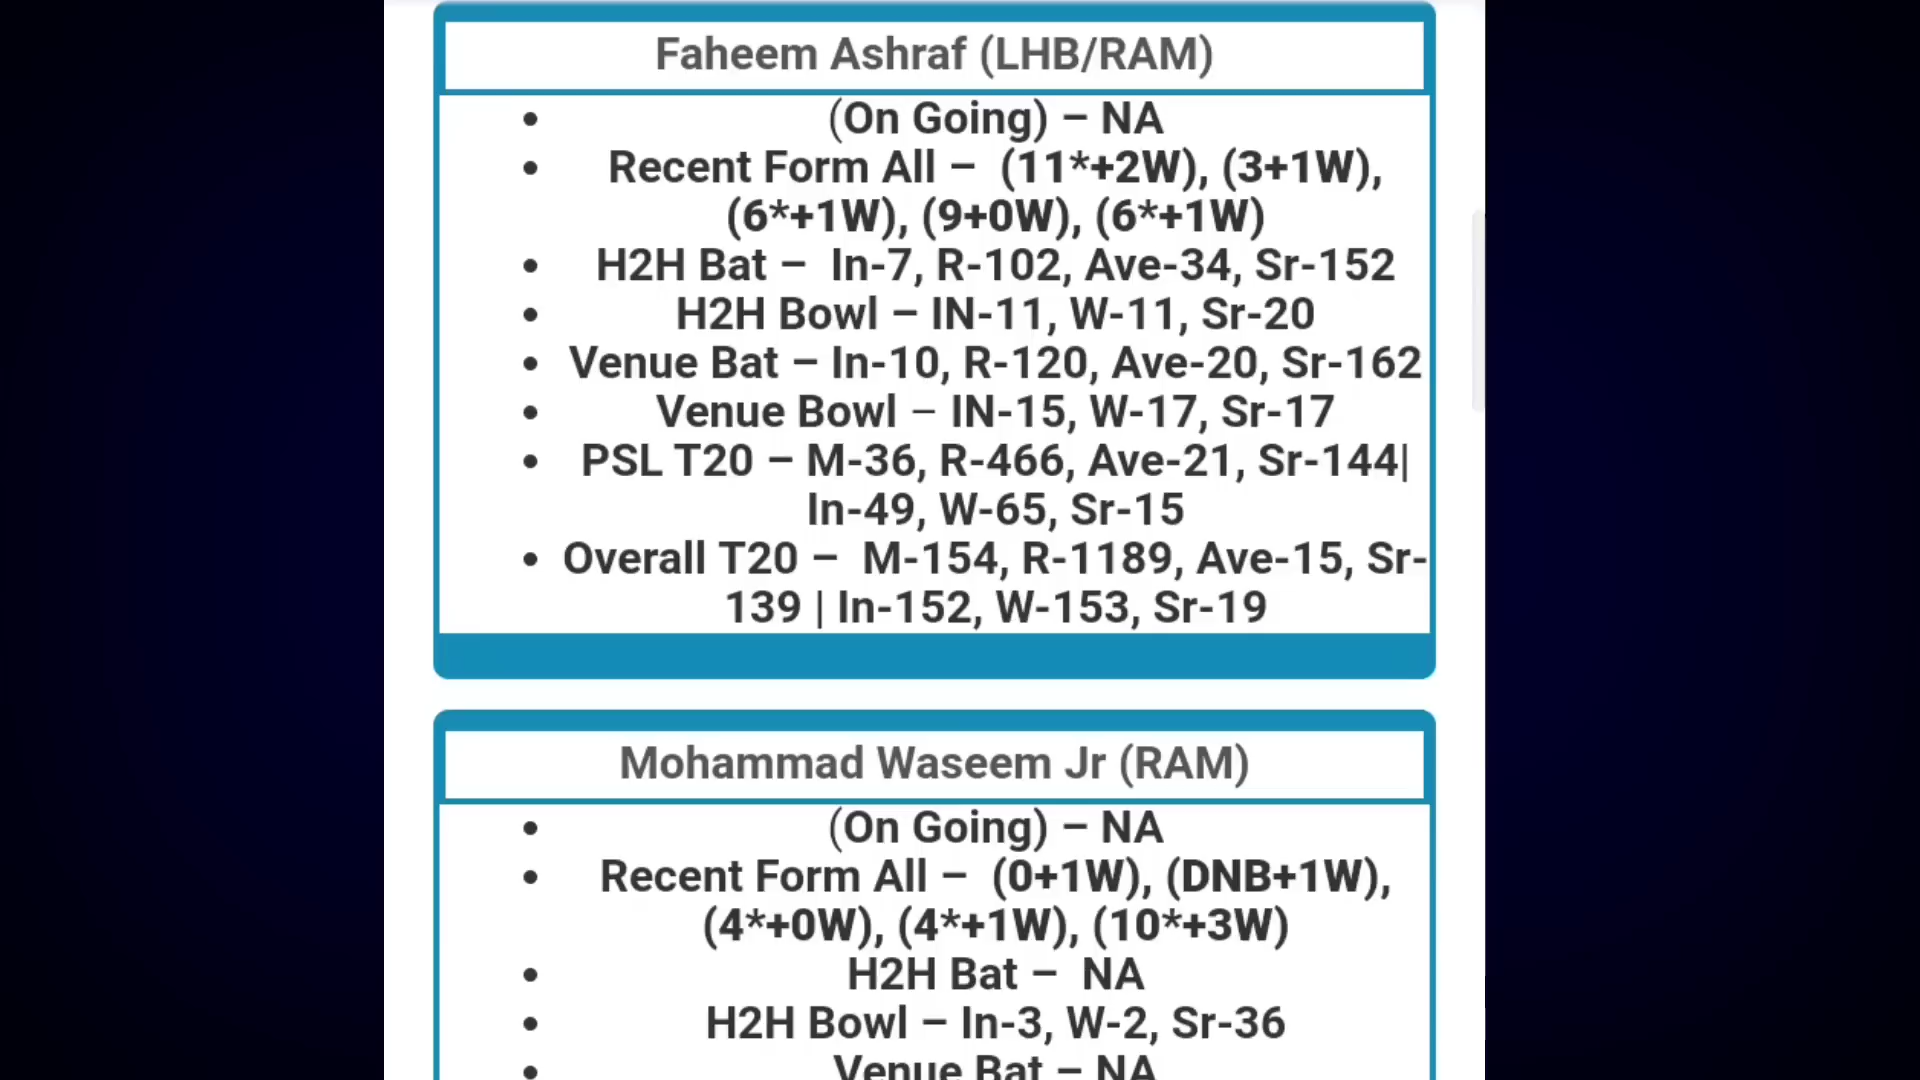 Faheem Ashraf (LHB/RAM)
• (On Going) – NA
• Recent Form All – (11*+2W), (3+1W),
(6*+1W), (9+0W), (6*+1W)
• H2H Bat – In-7, R-102, Ave-34, Sr-152
• H2H Bowl – IN-11, W-11, Sr-20
• Venue Bat – In-10, R-120, Ave-20, Sr-162
• Venue Bowl – IN-15, W-17, Sr-17
• PSL T20 – M-36, R-466, Ave-21, Sr-144|
In-49, W-65, Sr-15
• Overall T20 – M-154, R-1189, Ave-15, Sr-
139 | In-152, W-153, Sr-19
Mohammad Waseem Jr (RAM)
• (On Going) – NA
• Recent Form All – (0+1W), (DNB+1W),
(4*+0W), (4*+1W), (10*+3W)
• H2H Bat – NA
• H2H Bowl – In-3, W-2, Sr-36
• Venue Bat – NA